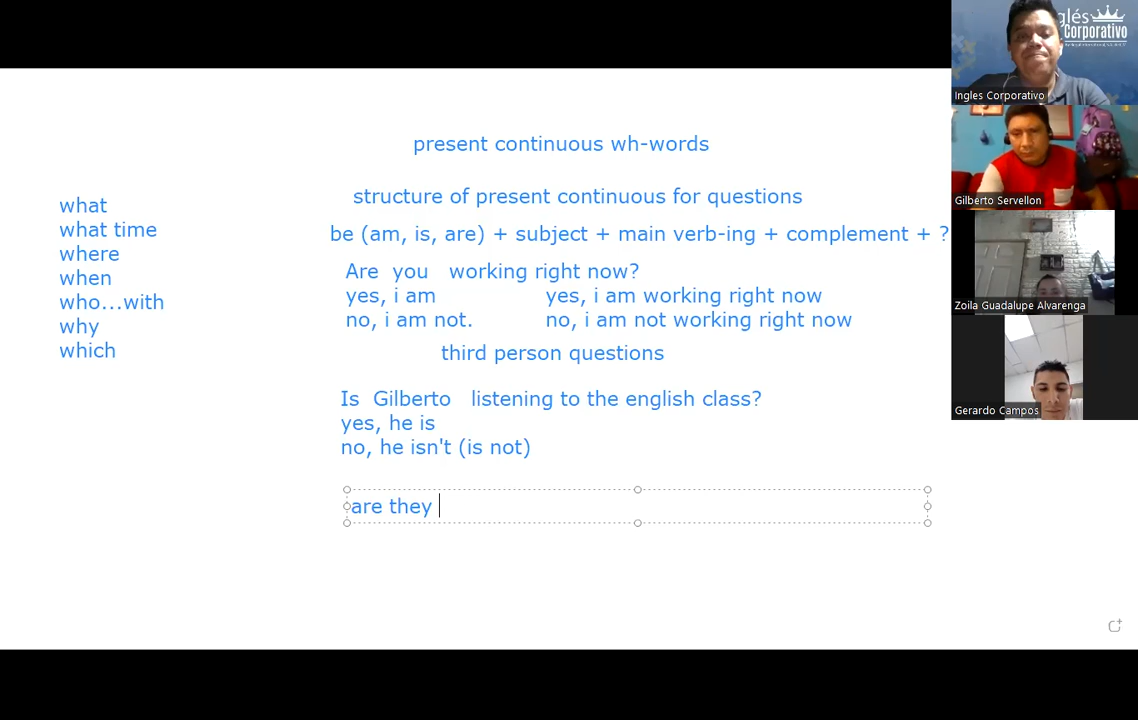 present continuous wh-words
structure of present continuous for questions
be (am, is, are) + subject + main verb-ing + complement + ?
what
what time
where
when
who...with
why
which
Are you working right now?
yes, i am yes, i am working right now
no, i am not. no, i am not working right now
third person questions
Is Gilberto listening to the english class?
yes, he is
no, he isn't (is not)
are they
glés
Corporativo
Ingles Corporativo
Gilberto Servellon
Zoila Guadalupe Alvarenga
Gerardo Campos